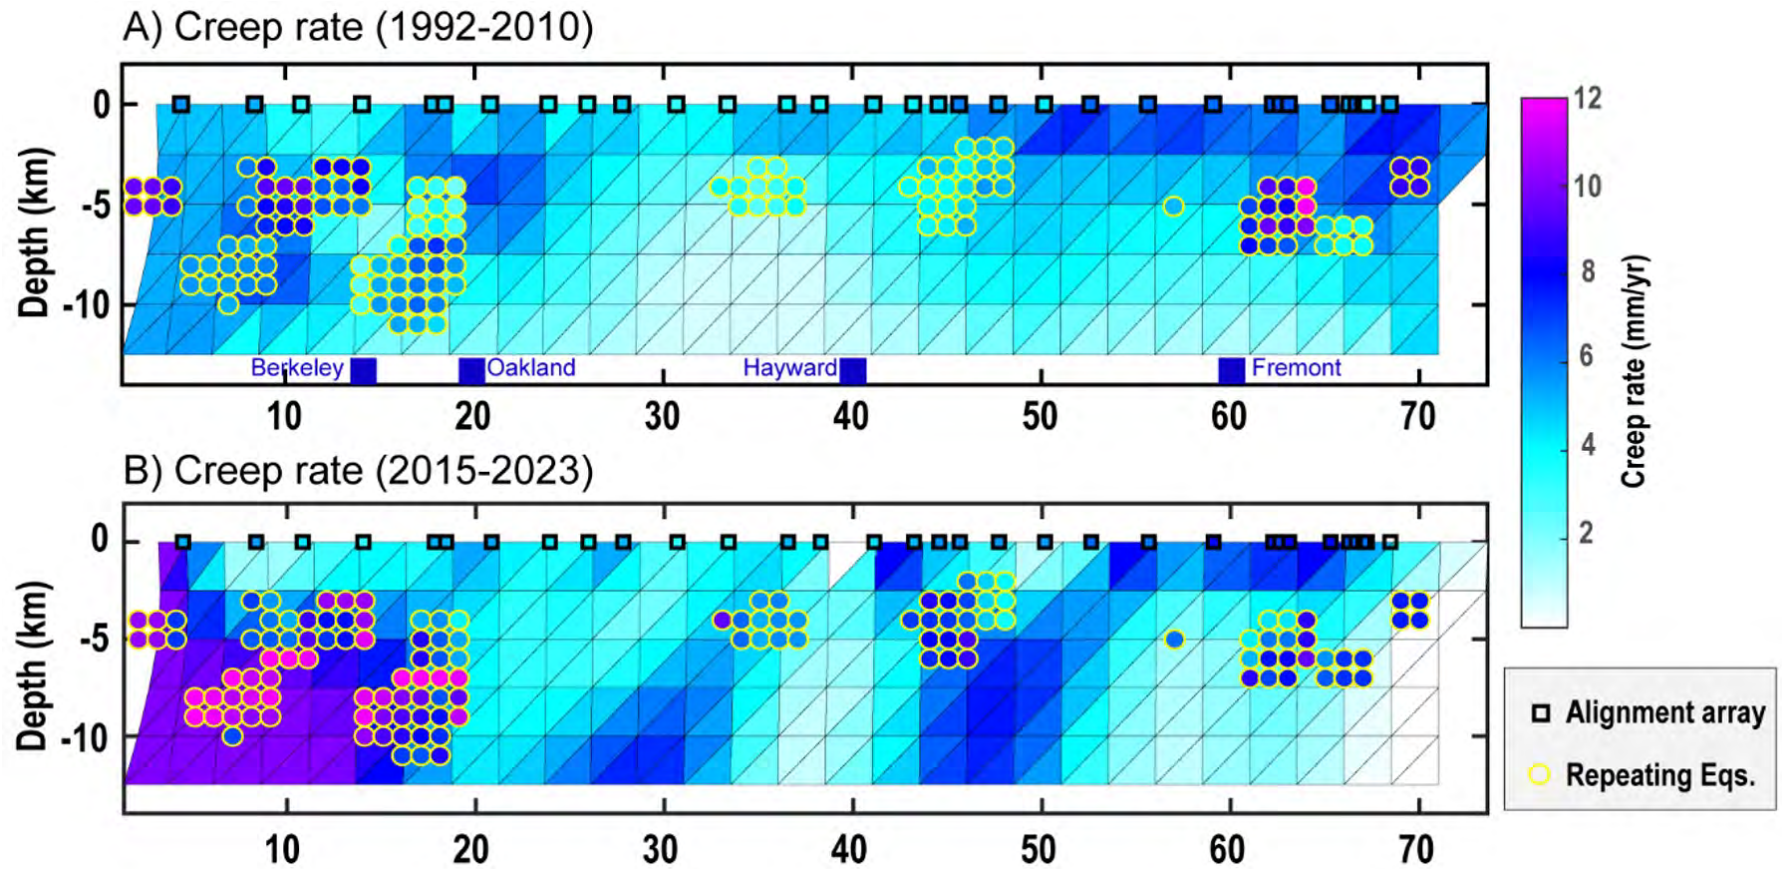 A) Creep rate (1992-2010)
0
-5
-10
Depth (km)
Berkeley
Oakland
Hayward
Fremont
10 20 30 40 50 60 70
B) Creep rate (2015-2023)
0
-5
-10
Depth (km)
10 20 30 40 50 60 70
12
10
8
6
4
2
Creep rate (mm/yr)
Alignment array
Repeating Eqs.